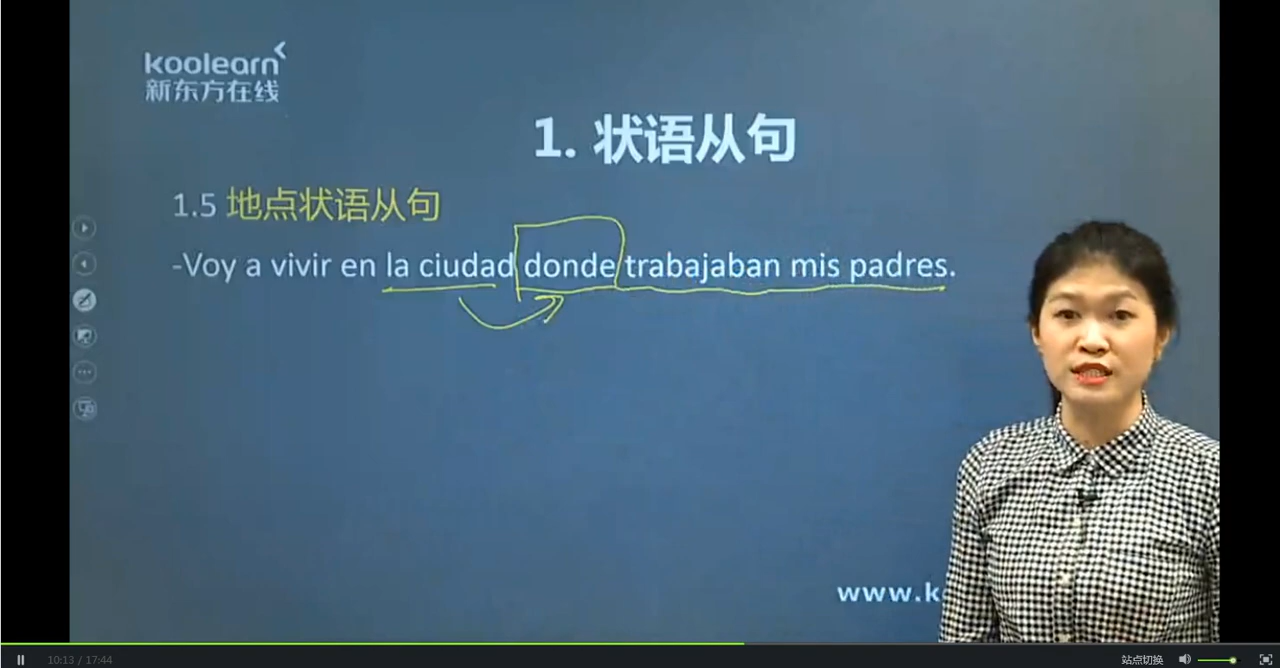 koolearn
新东方在线
1. 状语从句
1.5 地点状语从句
-Voy a vivir en la ciudad donde trabajaban mis padres.
www.k
10:13 / 17:44
站点切换